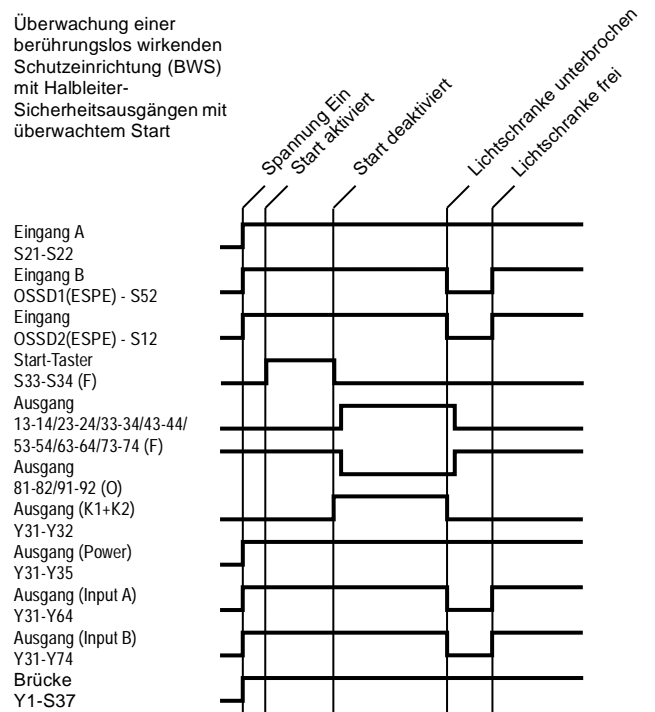 Überwachung einer
berührungslos wirkenden
Schutzeinrichtung (BWS)
mit Halbleiter-
Sicherheitsausgängen mit
überwachtem Start
Spannung Ein
Start aktiviert
Start deaktiviert
Lichtschranke unterbrochen
Lichtschranke frei
Eingang A
S21-S22
Eingang B
OSSD1(ESPE) - S52
Eingang
OSSD2(ESPE) - S12
Start-Taster
S33-S34 (F)
Ausgang
13-14/23-24/33-34/43-44/
53-54/63-64/73-74 (F)
Ausgang
81-82/91-92 (O)
Ausgang (K1+K2)
Y31-Y32
Ausgang (Power)
Y31-Y35
Ausgang (Input A)
Y31-Y64
Ausgang (Input B)
Y31-Y74
Brücke
Y1-S37